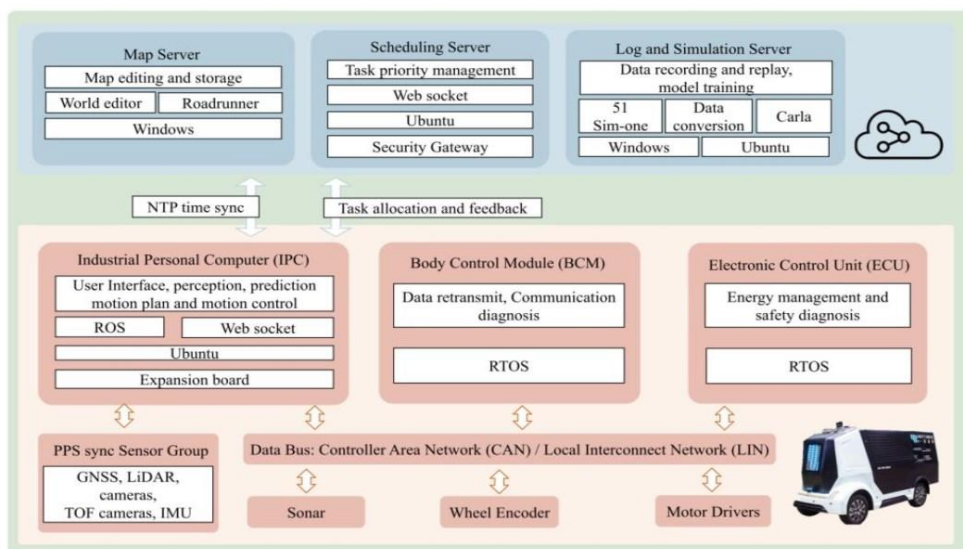 Map Server
Map editing and storage
World editor
Roadrunner
Windows
Scheduling Server
Task priority management
Web socket
Ubuntu
Security Gateway
Log and Simulation Server
Data recording and replay,
model training
51
Sim-one
Data
conversion
Carla
Windows
Ubuntu
NTP time sync
Task allocation and feedback
Industrial Personal Computer (IPC)
User Interface, perception, prediction
motion plan and motion control
ROS
Web socket
Ubuntu
Expansion board
Body Control Module (BCM)
Data retransmit, Communication
diagnosis
RTOS
Electronic Control Unit (ECU)
Energy management and
safety diagnosis
RTOS
PPS sync Sensor Group
GNSS, LiDAR,
cameras,
TOF cameras, IMU
Data Bus: Controller Area Network (CAN) / Local Interconnect Network (LIN)
Sonar
Wheel Encoder
Motor Drivers